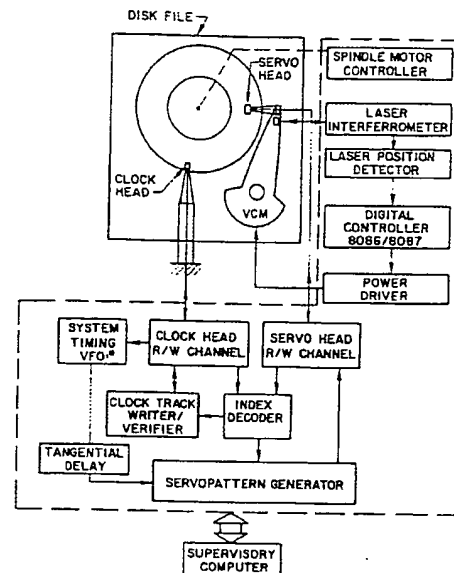 DISK FILE
SERVO
HEAD
SPINDLE MOTOR
CONTROLLER
LASER
INTERFERROMETER
LASER POSITION
DETECTOR
CLOCK
HEAD
VCM
DIGITAL
CONTROLLER
8086/8087
POWER
DRIVER
SYSTEM
TIMING
VFO'*
CLOCK HEAD
R/W CHANNEL
SERVO HEAD
R/W CHANNEL
CLOCK TRACK
WRITER/
VERIFIER
INDEX
DECODER
TANGENTIAL
DELAY
SERVOPATTERN GENERATOR
SUPERVISORY
COMPUTER